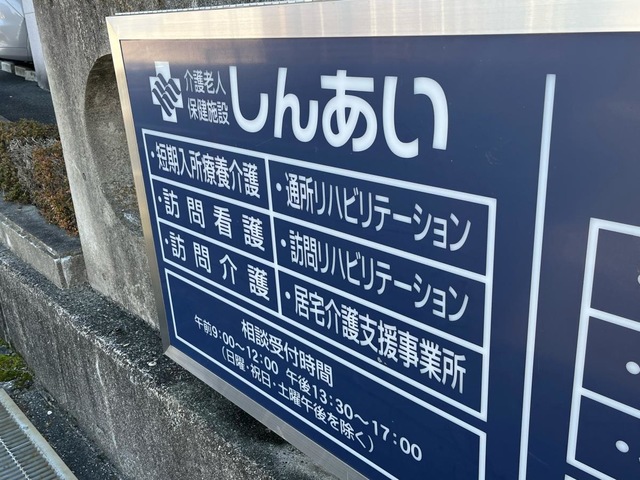 介護老人
保健施設
しんあい
・短期入所療養介護
・通所リハビリテーション
・訪問看護
・訪問リハビリテーション
・訪問介護
・居宅介護支援事業所
相談受付時間
午前9:00〜12:00 午後13:30〜17:00
(日曜・祝日・土曜午後を除く)